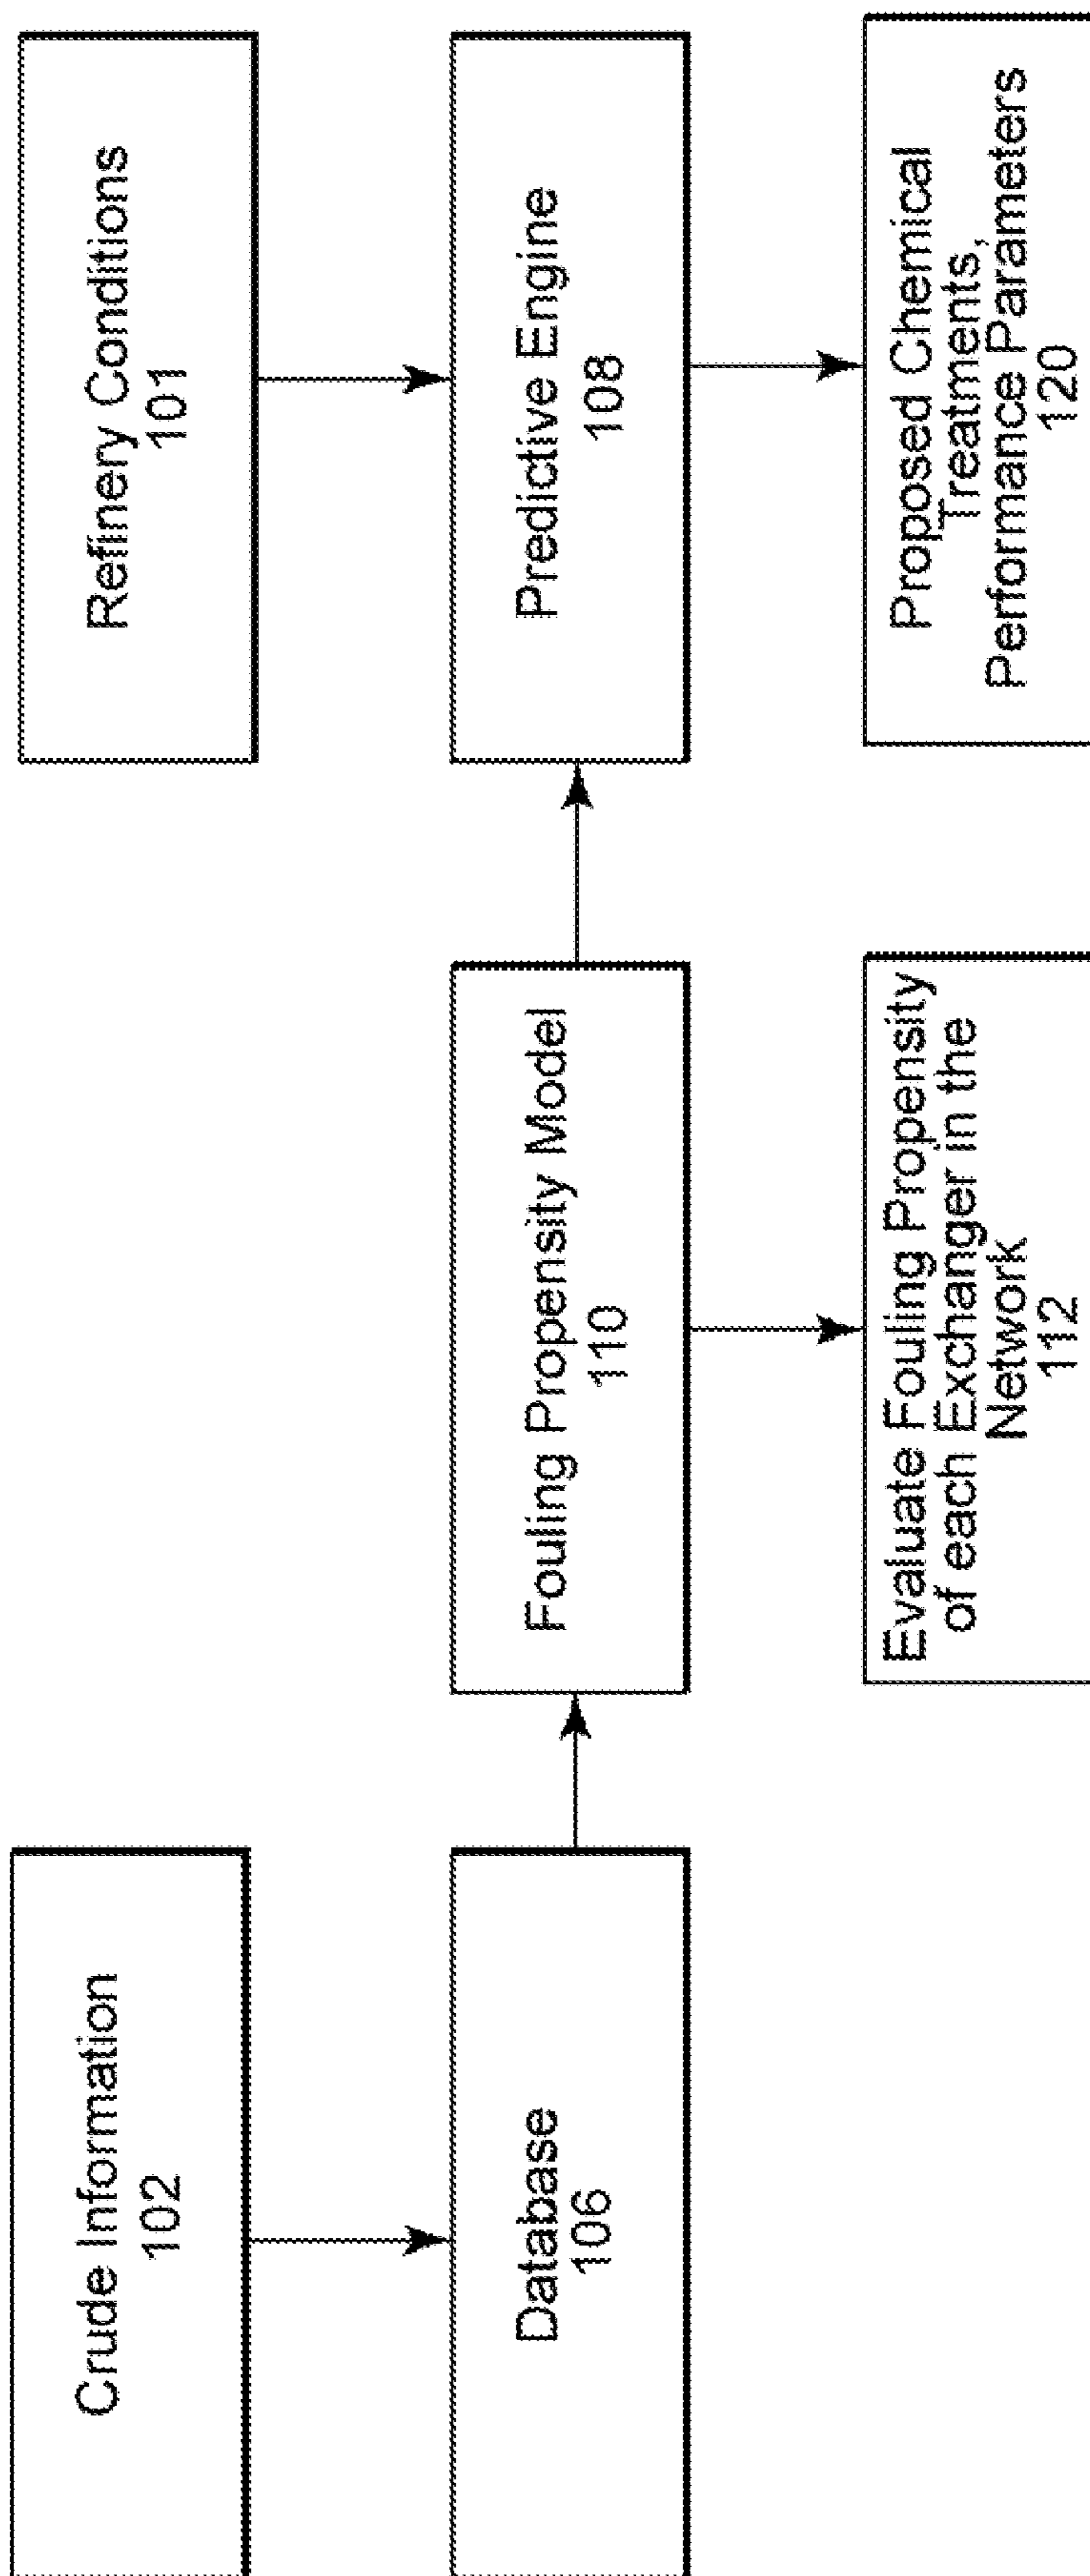 Crude Information
102
Refinery Conditions
101
Database
106
Fouling Propensity Model
110
Predictive Engine
108
Evaluate Fouling Propensity
of each Exchanger in the
Network
112
Proposed Chemical
Treatments,
Performance Parameters
120